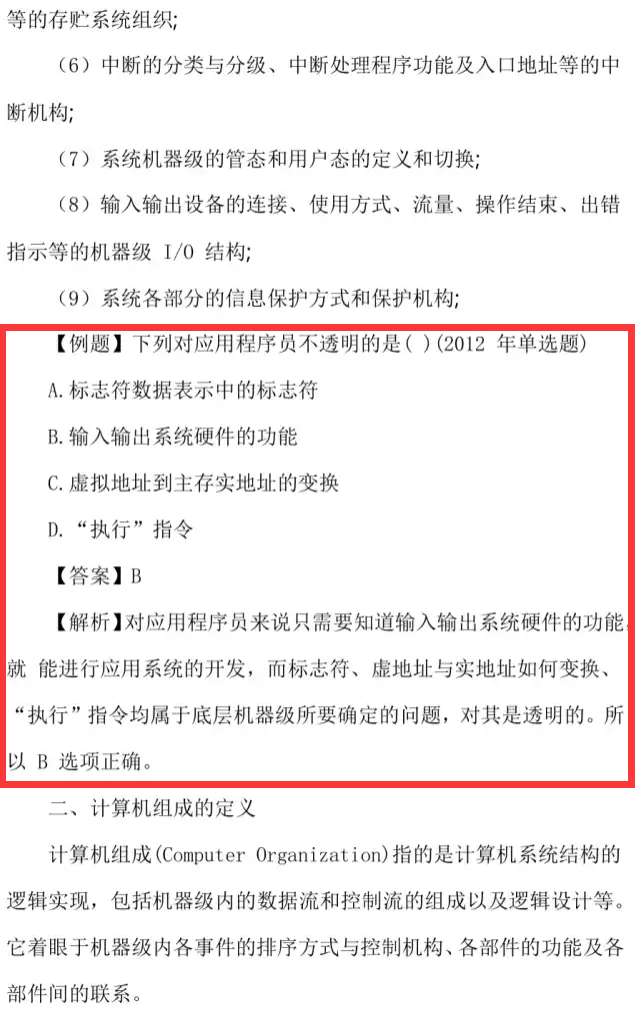 等的存贮系统组织;
(6)中断的分类与分级、中断处理程序功能及入口地址等的中
断机构;
(7)系统机器级的管态和用户态的定义和切换;
(8)输入输出设备的连接、使用方式、流量、操作结束、出错
指示等的机器级 I/O 结构;
(9)系统各部分的信息保护方式和保护机构;
【例题】下列对应用程序员不透明的是( )(2012 年单选题)
A.标志符数据表示中的标志符
B.输入输出系统硬件的功能
C.虚拟地址到主存实地址的变换
D.“执行”指令
【答案】B
【解析】对应用程序员来说只需要知道输入输出系统硬件的功能,
就 能进行应用系统的开发，而标志符、虚地址与实地址如何变换、
“执行”指令均属于底层机器级所要确定的问题，对其是透明的。所
以 B 选项正确。
二、计算机组成的定义
计算机组成(Computer Organization)指的是计算机系统结构的
逻辑实现，包括机器级内的数据流和控制流的组成以及逻辑设计等。
它着眼于机器级内各事件的排序方式与控制机构、各部件的功能及各
部件间的联系。